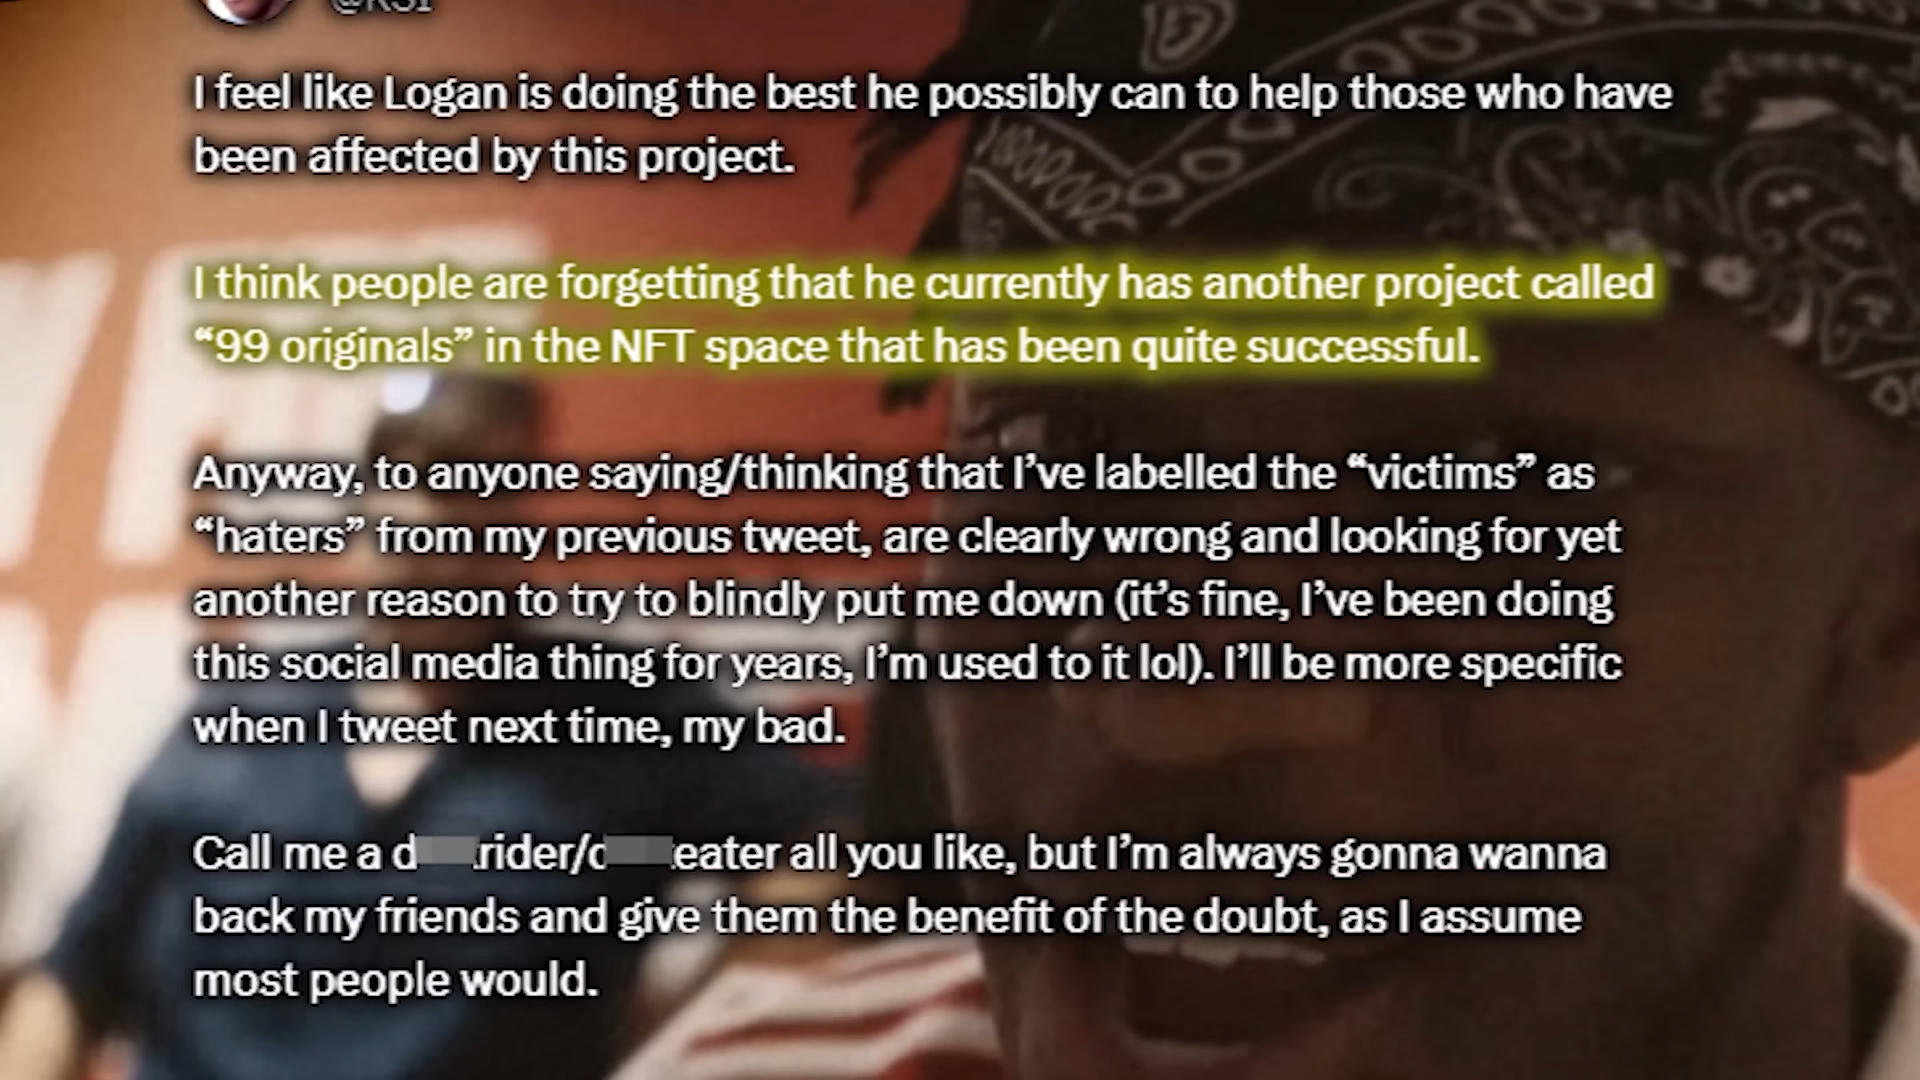 @KSI
I feel like Logan is doing the best he possibly can to help those who have
been affected by this project.
I think people are forgetting that he currently has another project called
“99 originals” in the NFT space that has been quite successful.
Anyway, to anyone saying/thinking that I’ve labelled the “victims” as
“haters” from my previous tweet, are clearly wrong and looking for yet
another reason to try to blindly put me down (it’s fine, I’ve been doing
this social media thing for years, I’m used to it lol). I’ll be more specific
when I tweet next time, my bad.
Call me a all you like, but I’m always gonna wanna
back my friends and give them the benefit of the doubt, as I assume
most people would.